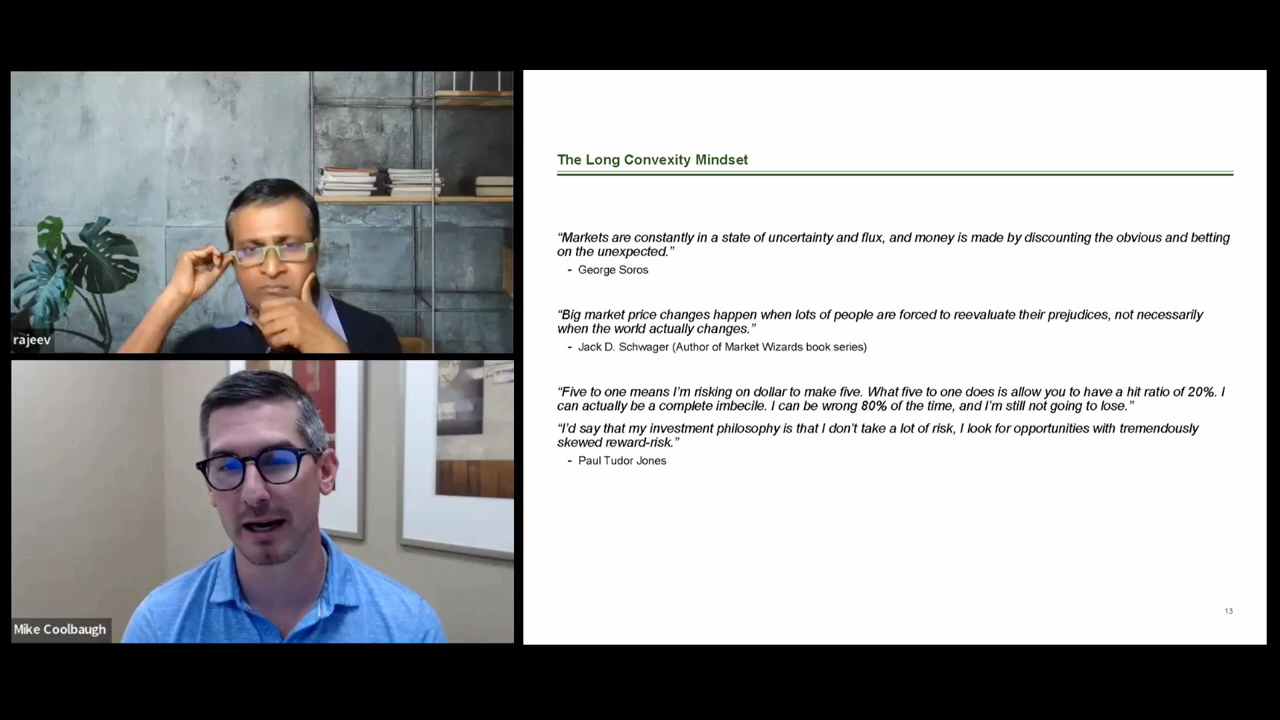 rajeev
Mike Coolbaugh
The Long Convexity Mindset
“Markets are constantly in a state of uncertainty and flux, and money is made by discounting the obvious and betting
on the unexpected.”
- George Soros
“Big market price changes happen when lots of people are forced to reevaluate their prejudices, not necessarily
when the world actually changes.”
- Jack D. Schwager (Author of Market Wizards book series)
“Five to one means I’m risking on dollar to make five. What five to one does is allow you to have a hit ratio of 20%. I
can actually be a complete imbecile. I can be wrong 80% of the time, and I’m still not going to lose.”
“I’d say that my investment philosophy is that I don’t take a lot of risk, I look for opportunities with tremendously
skewed reward-risk.”
- Paul Tudor Jones
13